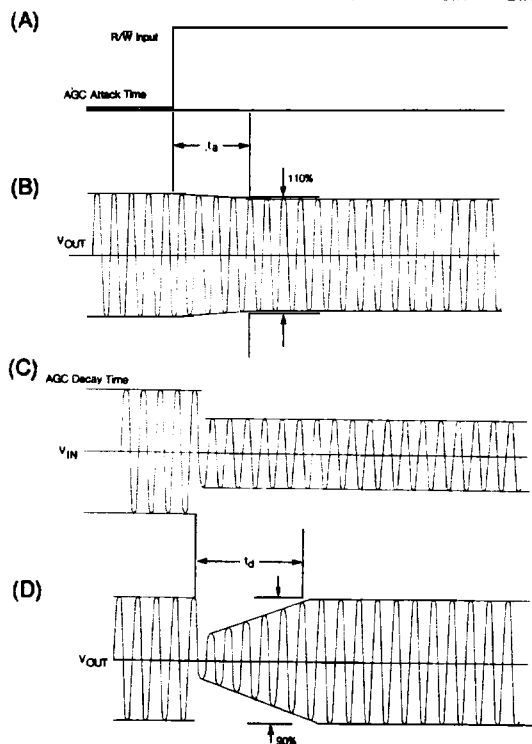 (A)
R/W̅ Input
AGC Attack Time
ta
110%
(B)
VOUT
(C)
AGC Decay Time
VIN
td
(D)
VOUT
90%